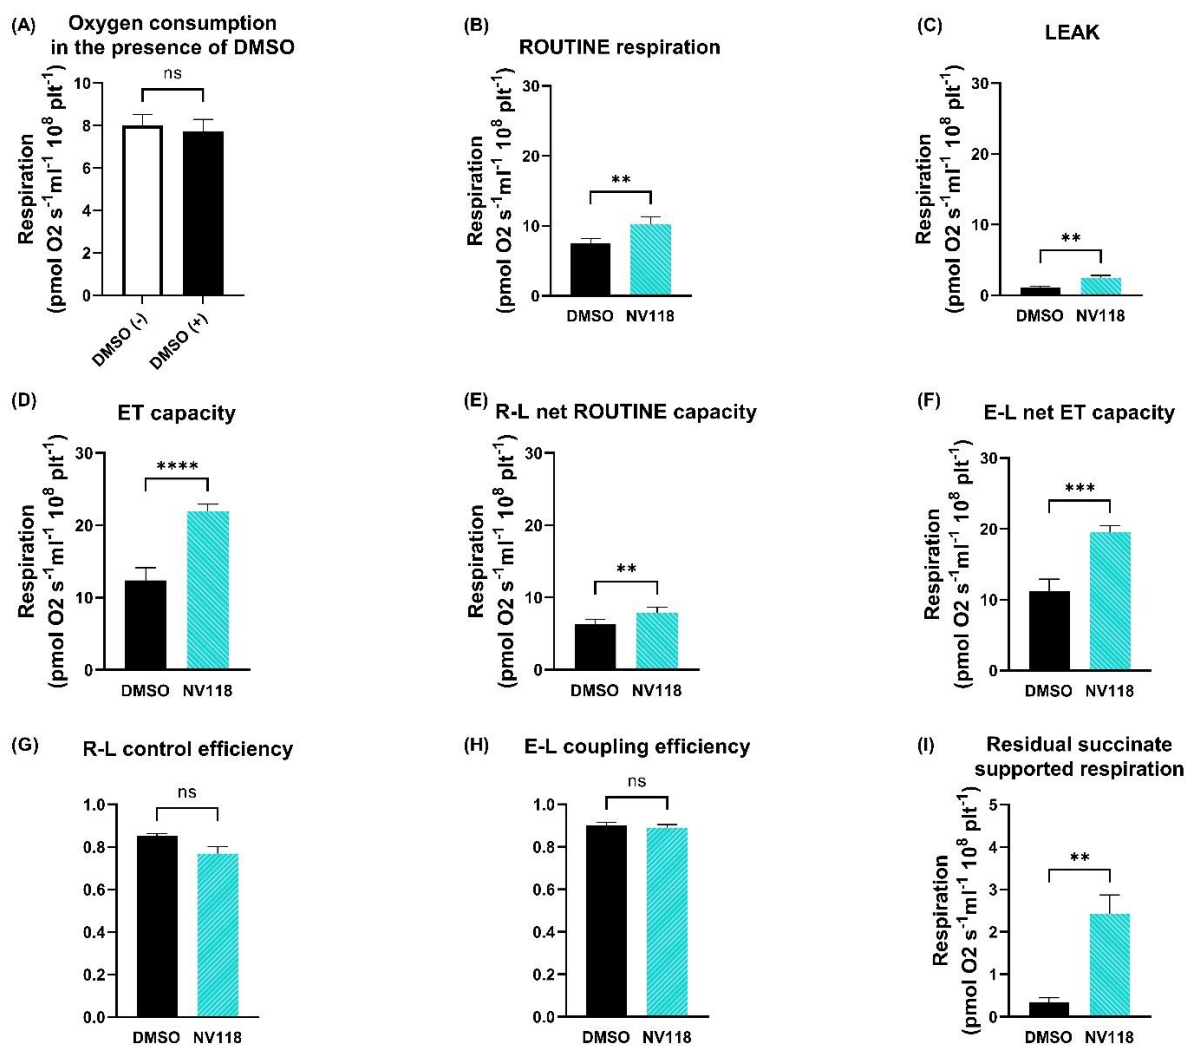 (A)
Oxygen consumption
in the presence of DMSO
Respiration
(pmol O2 s-1ml-1 108 plt-1)
10
8
6
4
2
0
ns
DMSO (-)
DMSO (+)
(B)
ROUTINE respiration
Respiration
(pmol O2 s-1ml-1 108 plt-1)
30
20
10
0
**
DMSO NV118
(C)
LEAK
Respiration
(pmol O2 s-1ml-1 108 plt-1)
30
20
10
0
**
DMSO NV118
(D)
ET capacity
Respiration
(pmol O2 s-1ml-1 108 plt-1)
30
20
10
0
****
DMSO NV118
(E)
R-L net ROUTINE capacity
Respiration
(pmol O2 s-1ml-1 108 plt-1)
30
20
10
0
**
DMSO NV118
(F)
E-L net ET capacity
Respiration
(pmol O2 s-1ml-1 108 plt-1)
30
20
10
0
***
DMSO NV118
(G)
R-L control efficiency
1.0
0.8
0.6
0.4
0.2
0.0
ns
DMSO NV118
(H)
E-L coupling efficiency
1.0
0.8
0.6
0.4
0.2
0.0
ns
DMSO NV118
(I)
Residual succinate
supported respiration
Respiration
(pmol O2 s-1ml-1 108 plt-1)
5
4
3
2
1
0
**
DMSO NV118